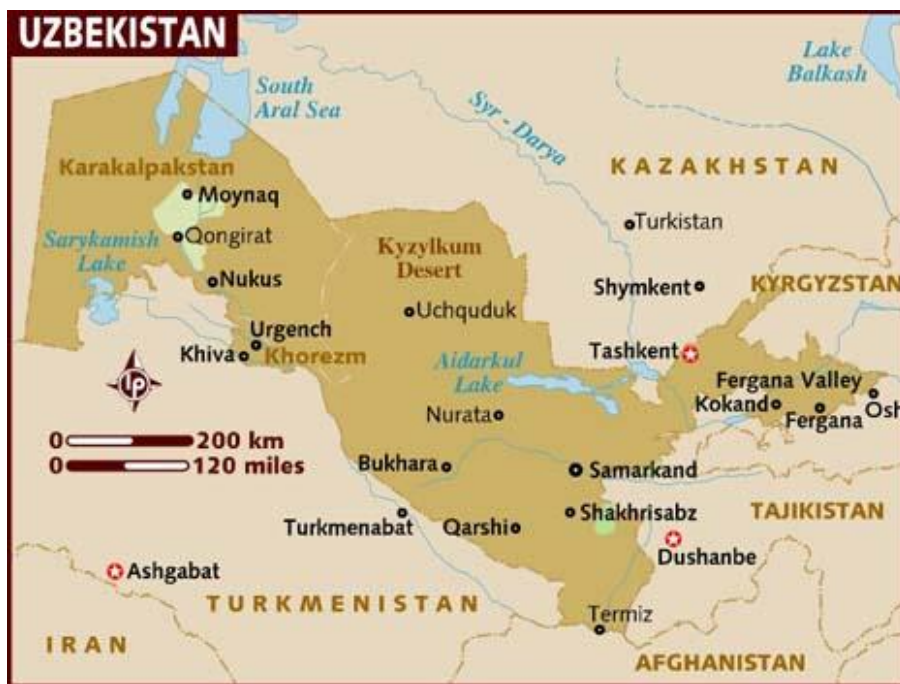 UZBEKISTAN
Lake
Balkash
South
Aral Sea
Syr - Darya
KAZAKHSTAN
Karakalpakstan
Moynaq
Turkistan
Qongirat
Sarykamish
Lake
Kyzylkum
Desert
Nukus
KYRGYZSTAN
Shymkent
Uchquduk
Urgench
Khiva
Khorezm
Tashkent
Aidarkul
Lake
Fergana Valley
Kokand
Osh
Fergana
Nurata
LP
0 200 km
0 120 miles
Bukhara
Samarkand
Turkmenabat
Qarshi
Shakhrisabz
TAJIKISTAN
Dushanbe
Ashgabat
TURKMENISTAN
Termiz
IRAN
AFGHANISTAN